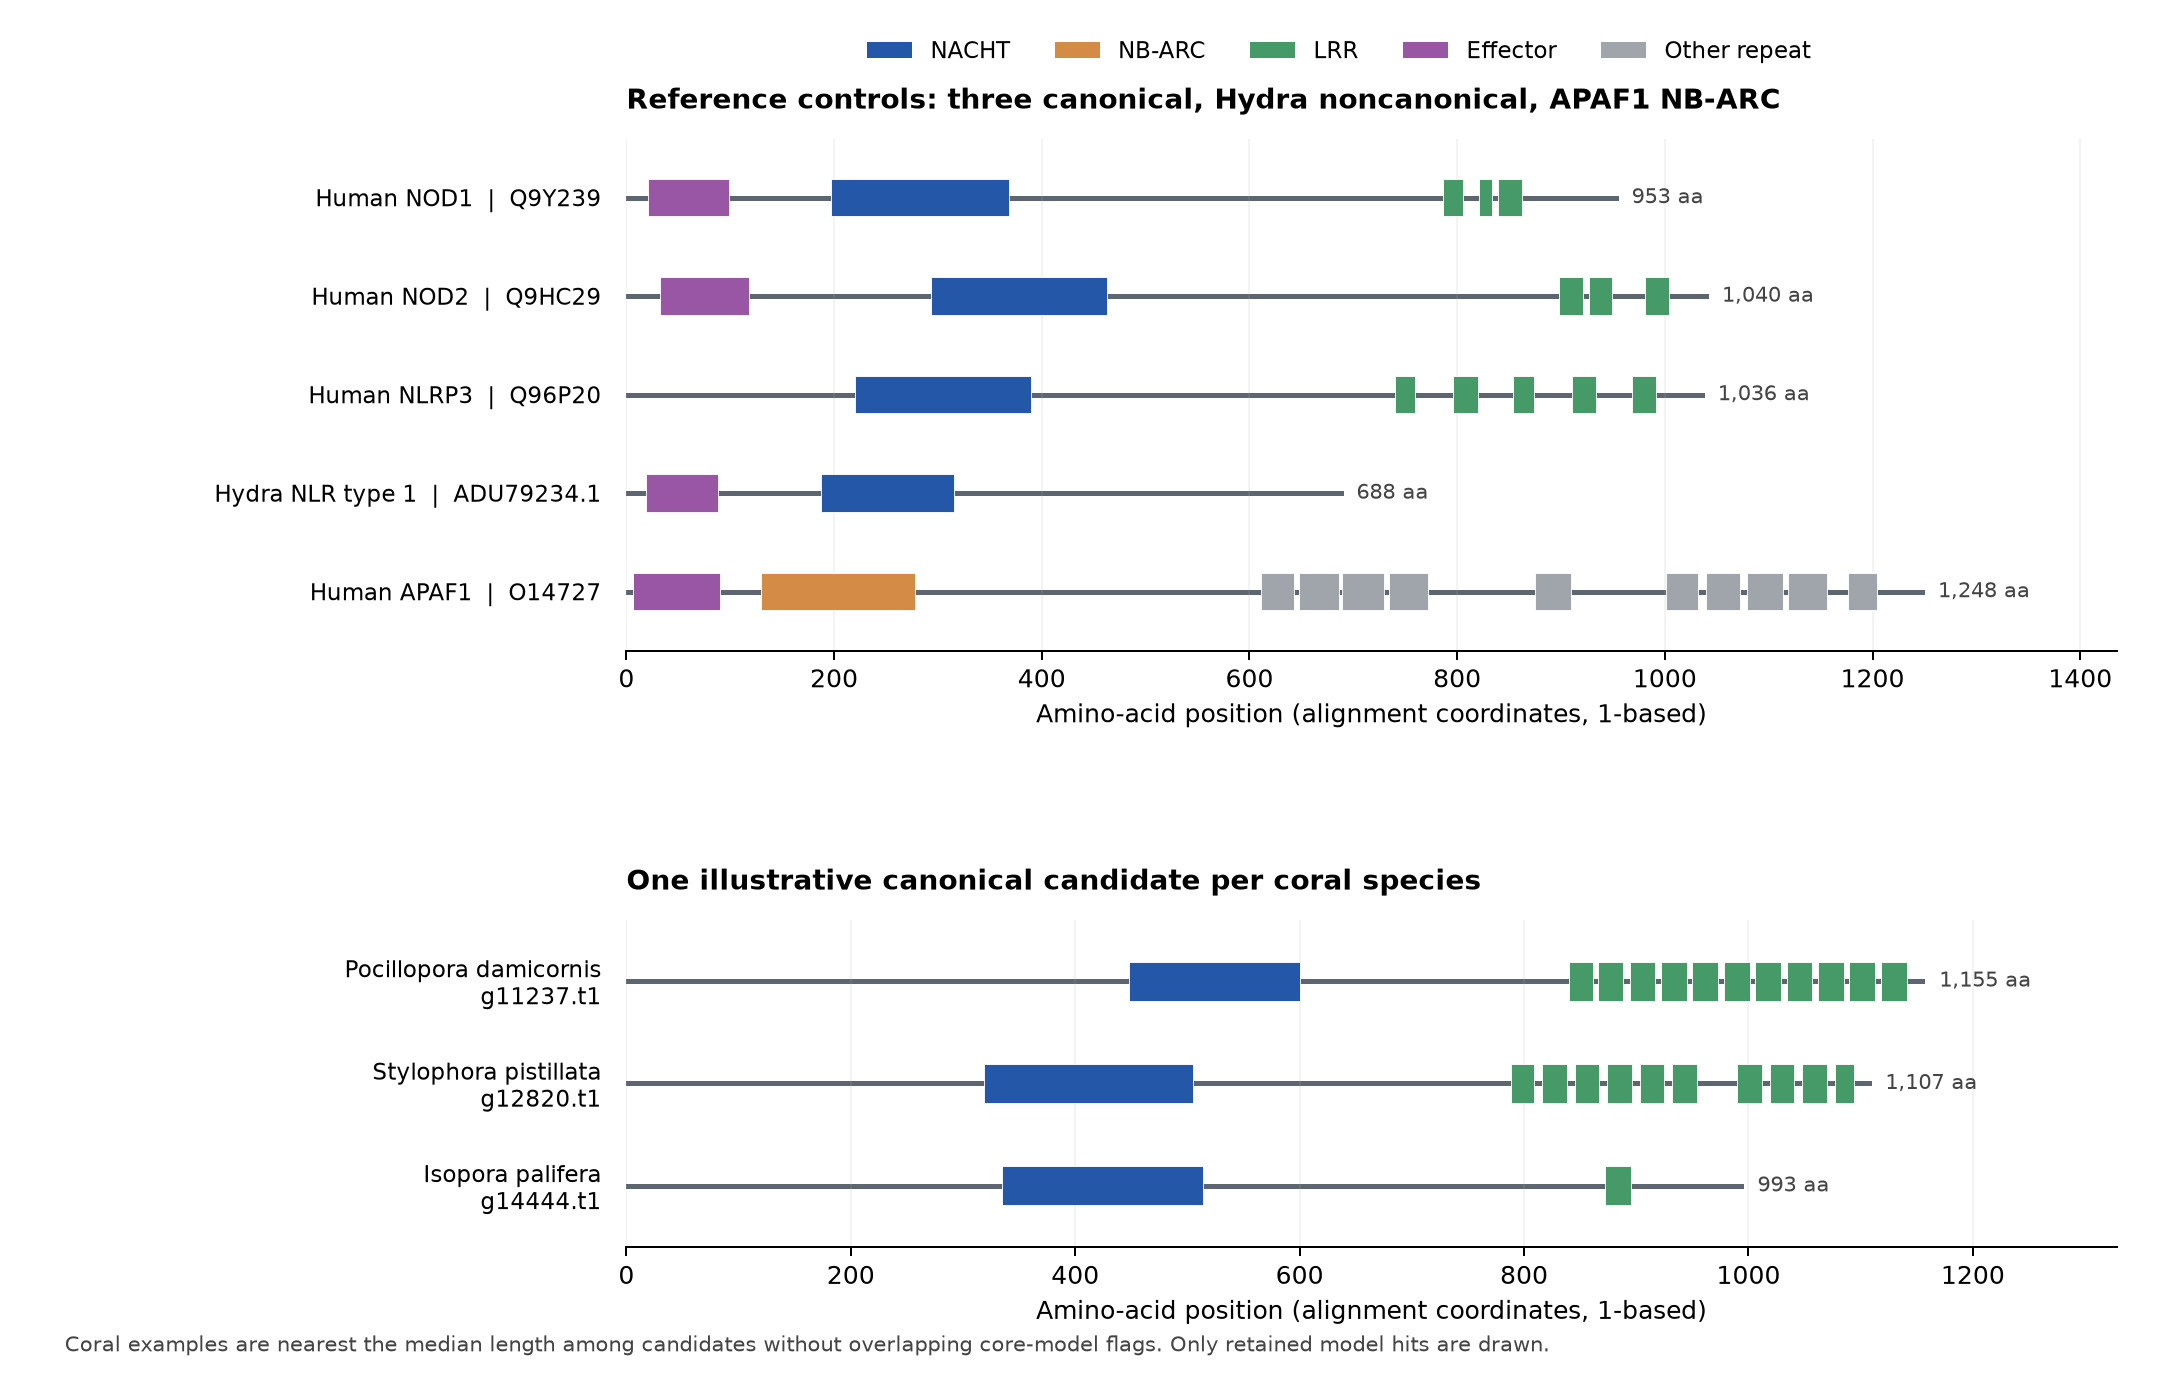 NACHT NB-ARC LRR Effector Other repeat
Reference controls: three canonical, Hydra noncanonical, APAF1 NB-ARC
Human NOD1 | Q9Y239
953 aa
Human NOD2 | Q9HC29
1,040 aa
Human NLRP3 | Q96P20
1,036 aa
Hydra NLR type 1 | ADU79234.1
688 aa
Human APAF1 | O14727
1,248 aa
0 200 400 600 800 1000 1200 1400
Amino-acid position (alignment coordinates, 1-based)
One illustrative canonical candidate per coral species
Pocillopora damicornis
g11237.t1
1,155 aa
Stylophora pistillata
g12820.t1
1,107 aa
Isopora palifera
g14444.t1
993 aa
0 200 400 600 800 1000 1200
Amino-acid position (alignment coordinates, 1-based)
Coral examples are nearest the median length among candidates without overlapping core-model flags. Only retained model hits are drawn.